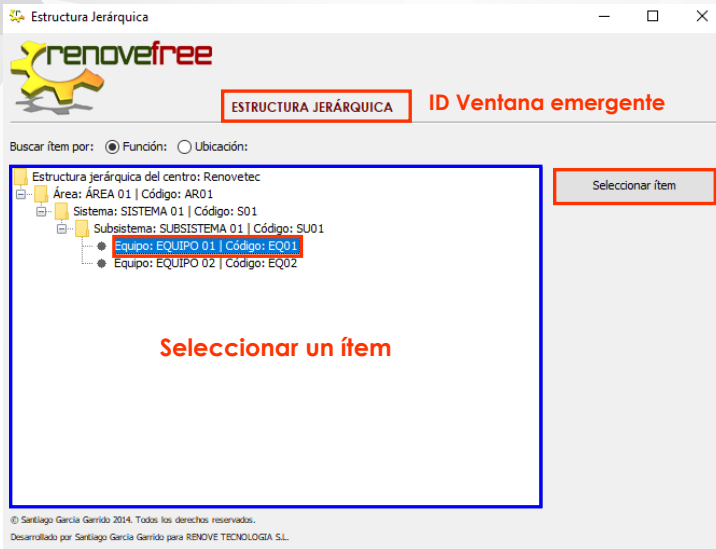 Estructura Jerárquica
renovefree
ESTRUCTURA JERÁRQUICA
ID Ventana emergente
Buscar ítem por: Función: Ubicación:
Estructura jerárquica del centro: Renovetec
Área: ÁREA 01 | Código: AR01
Sistema: SISTEMA 01 | Código: S01
Subsistema: SUBSISTEMA 01 | Código: SU01
Equipo: EQUIPO 01 | Código: EQ01
Equipo: EQUIPO 02 | Código: EQ02
Seleccionar ítem
Seleccionar un ítem
© Santiago García Garrido 2014. Todos los derechos reservados.
Desarrollado por Santiago García Garrido para RENOVE TECNOLOGIA S.L.